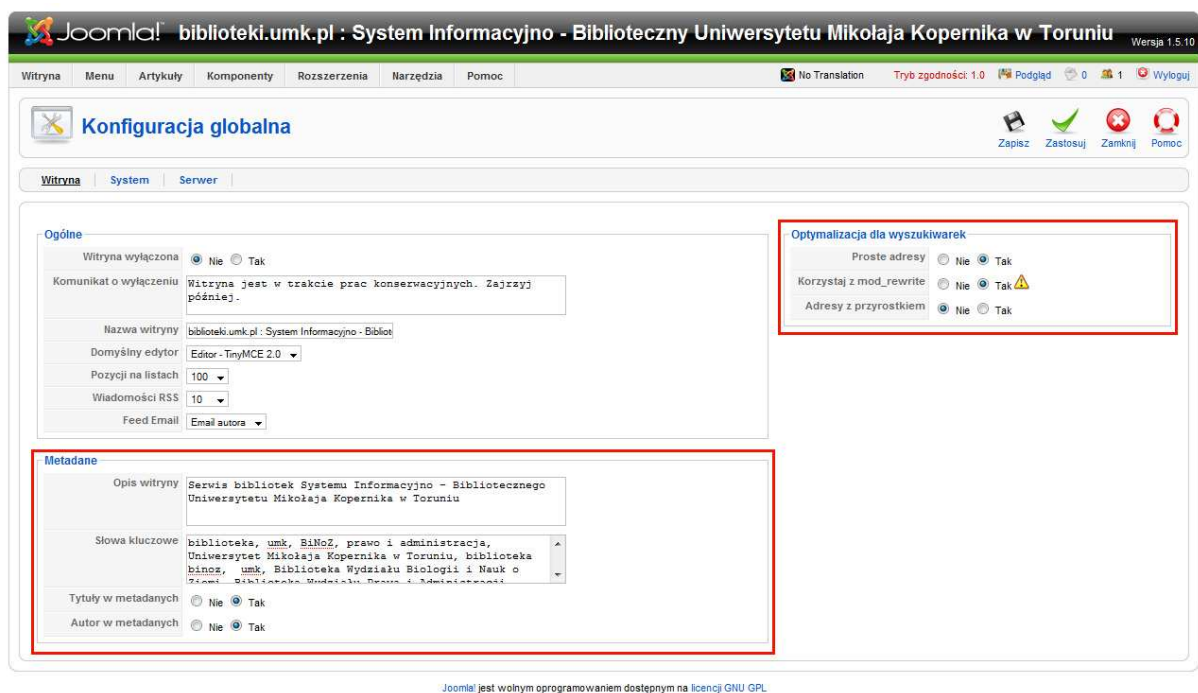 Joomla! biblioteki.umk.pl : System Informacyjno - Biblioteczny Uniwersytetu Mikołaja Kopernika w Toruniu Wersja 1.5.10
Witryna Menu Artykuły Komponenty Rozszerzenia Narzędzia Pomoc No Translation Tryb zgodności: 1.0 Podgląd 0 1 Wyloguj
Konfiguracja globalna
Zapisz Zastosuj Zamknij Pomoc
Witryna System Serwer
Ogólne
Witryna wyłączona Nie Tak
Komunikat o wyłączeniu Witryna jest w trakcie prac konserwacyjnych. Zajrzyj
później.
Nazwa witryny biblioteki.umk.pl : System Informacyjno - Bibliot
Domyślny edytor Editor - TinyMCE 2.0
Pozycji na listach 100
Wiadomości RSS 10
Feed Email Email autora
Optymalizacja dla wyszukiwarek
Proste adresy Nie Tak
Korzystaj z mod_rewrite Nie Tak
Adresy z przyrostkiem Nie Tak
Metadane
Opis witryny Serwis bibliotek Systemu Informacyjno - Bibliotecznego
Uniwersytetu Mikołaja Kopernika w Toruniu
Słowa kluczowe biblioteka, umk, BiNoZ, prawo i administracja,
Uniwersytet Mikołaja Kopernika w Toruniu, biblioteka
binoz, umk, Biblioteka Wydziału Biologii i Nauk o
Ziemi, Biblioteka Wydziału Prawa i Administracji
Tytuły w metadanych Nie Tak
Autor w metadanych Nie Tak
Joomla! jest wolnym oprogramowaniem dostępnym na licencji GNU GPL